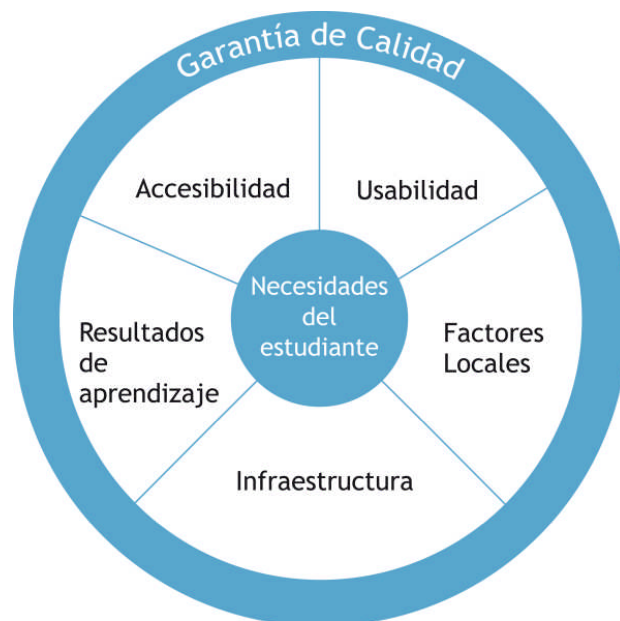 Garantía de Calidad
Accesibilidad
Usabilidad
Necesidades
del
estudiante
Resultados
de
aprendizaje
Factores
Locales
Infraestructura